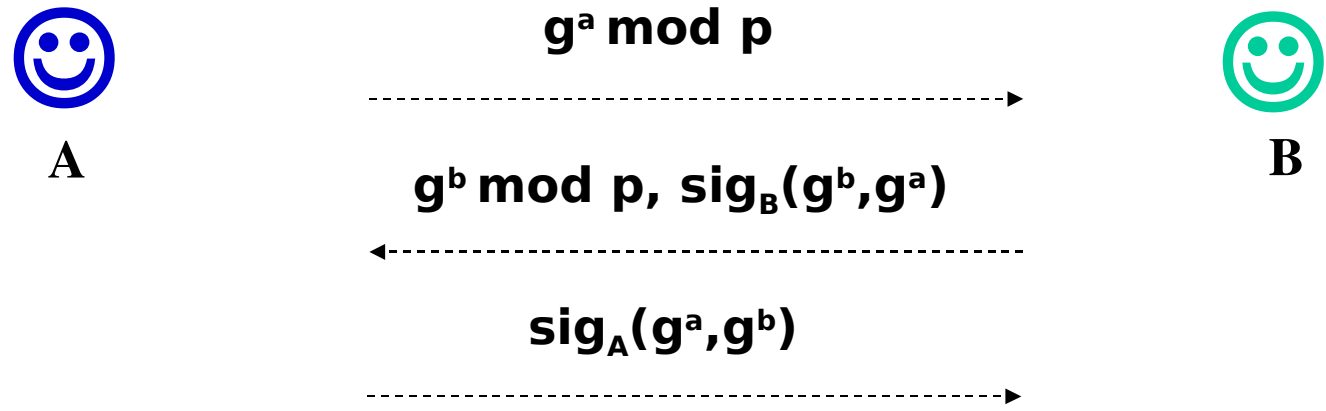 gᵃ mod p
A
B
gᵇ mod p, sig_B(gᵇ,gᵃ)
sig_A(gᵃ,gᵇ)